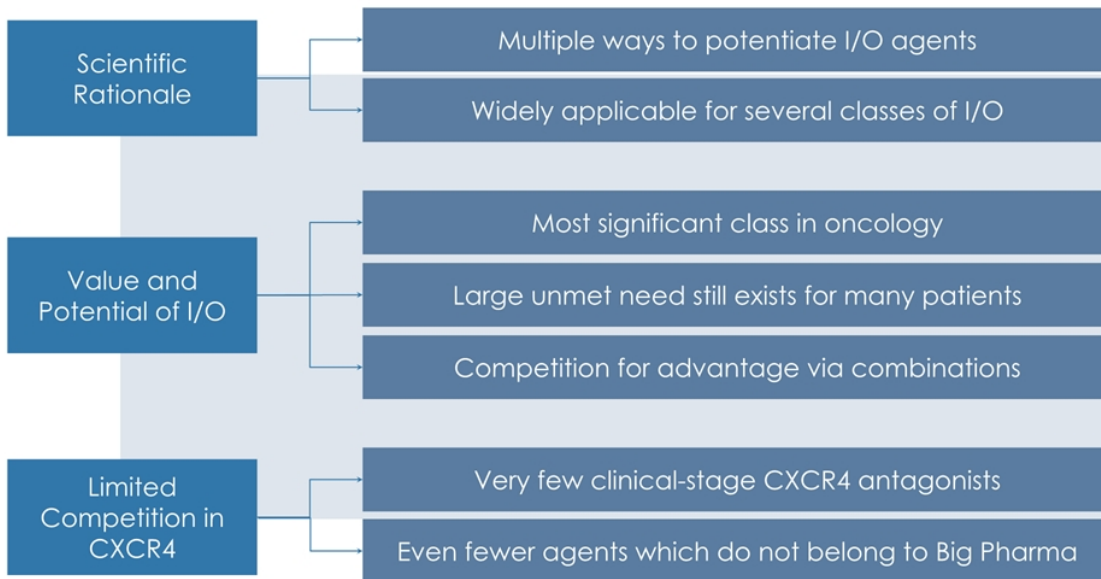 Scientific
Rationale
Multiple ways to potentiate I/O agents
Widely applicable for several classes of I/O
Value and
Potential of I/O
Most significant class in oncology
Large unmet need still exists for many patients
Competition for advantage via combinations
Limited
Competition in
CXCR4
Very few clinical-stage CXCR4 antagonists
Even fewer agents which do not belong to Big Pharma